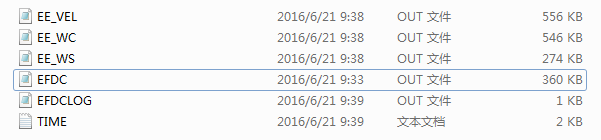 EE_VEL 2016/6/21 9:38 OUT 文件 556 KB
EE_WC 2016/6/21 9:38 OUT 文件 546 KB
EE_WS 2016/6/21 9:38 OUT 文件 274 KB
EFDC 2016/6/21 9:33 OUT 文件 360 KB
EFDCLOG 2016/6/21 9:39 OUT 文件 1 KB
TIME 2016/6/21 9:39 文本文档 2 KB